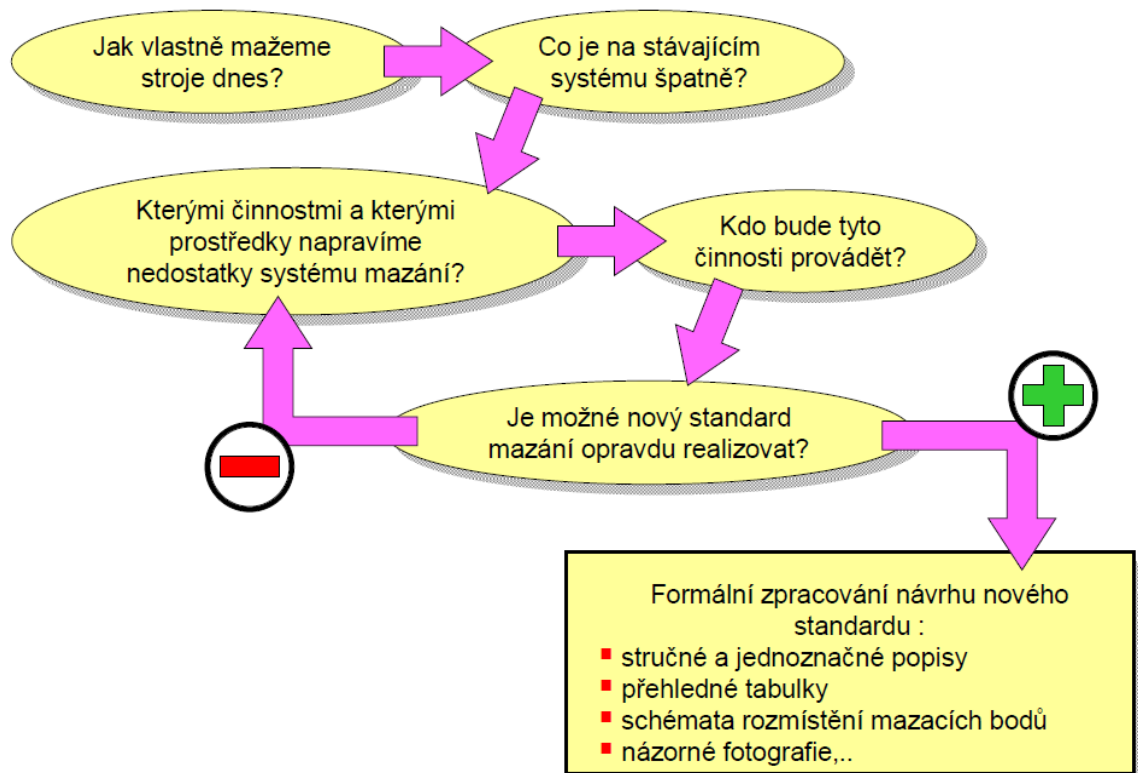 Jak vlastně mažeme
stroje dnes?
Co je na stávajícím
systému špatně?
Kterými činnostmi a kterými
prostředky napravíme
nedostatky systému mazání?
Kdo bude tyto
činnosti provádět?
Je možné nový standard
mazání opravdu realizovat?
Formální zpracování návrhu nového
standardu :
stručné a jednoznačné popisy
přehledné tabulky
schémata rozmístění mazacích bodů
názorné fotografie,..